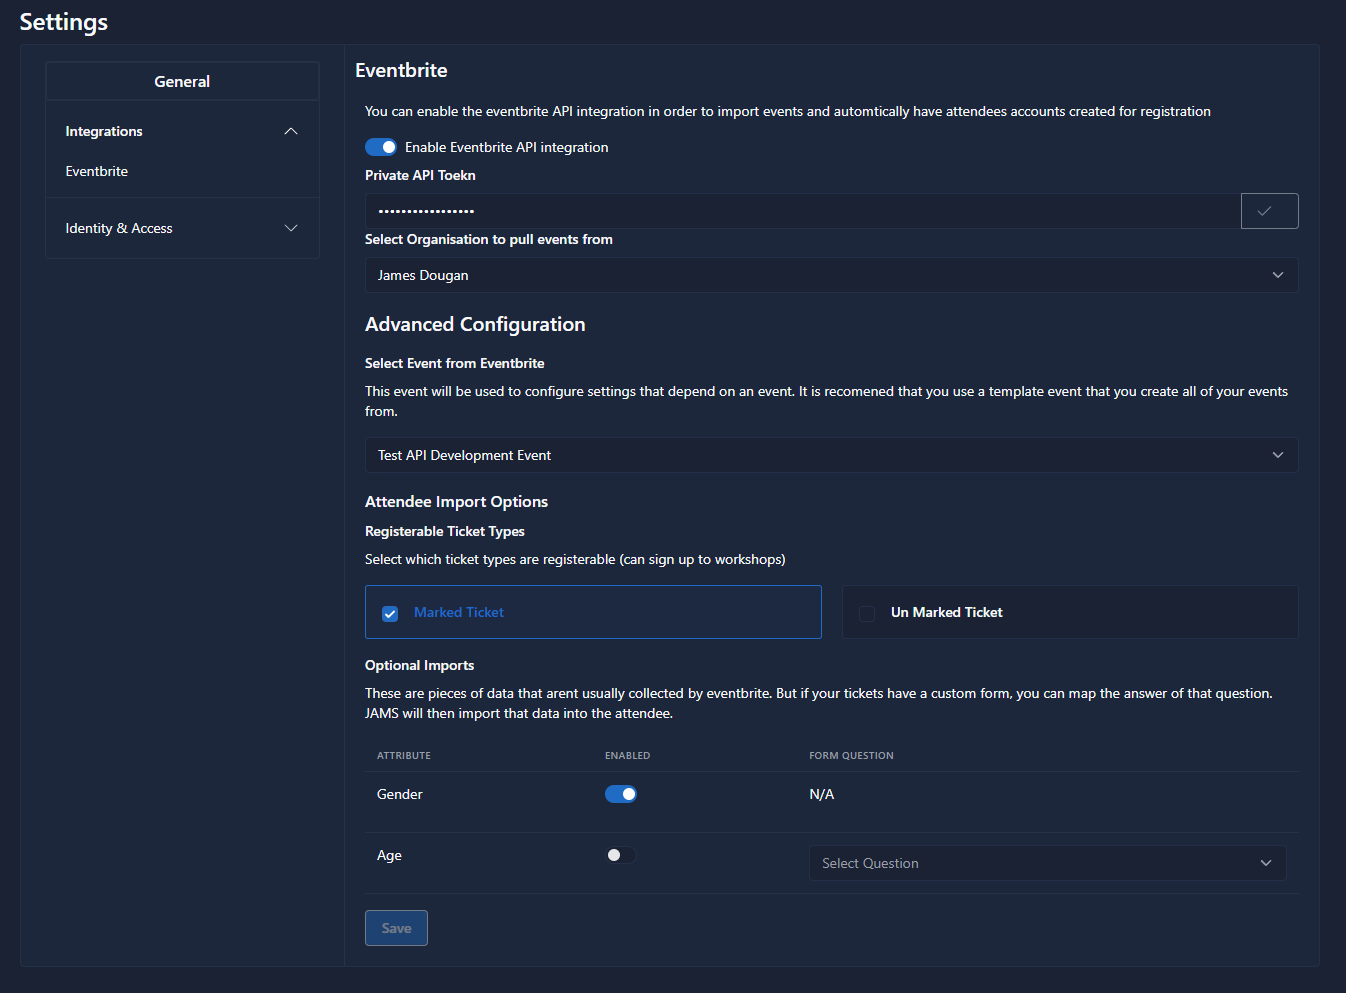 Settings
General
Integrations
Eventbrite
Identity & Access
Eventbrite
You can enable the eventbrite API integration in order to import events and automtically have attendees accounts created for registration
Enable Eventbrite API integration
Private API Toekn
•••••••••••••••••
Select Organisation to pull events from
James Dougan
Advanced Configuration
Select Event from Eventbrite
This event will be used to configure settings that depend on an event. It is recomened that you use a template event that you create all of your events
from.
Test API Development Event
Attendee Import Options
Registerable Ticket Types
Select which ticket types are registerable (can sign up to workshops)
Marked Ticket
Un Marked Ticket
Optional Imports
These are pieces of data that arent usually collected by eventbrite. But if your tickets have a custom form, you can map the answer of that question.
JAMS will then import that data into the attendee.
ATTRIBUTE ENABLED FORM QUESTION
Gender N/A
Age Select Question
Save